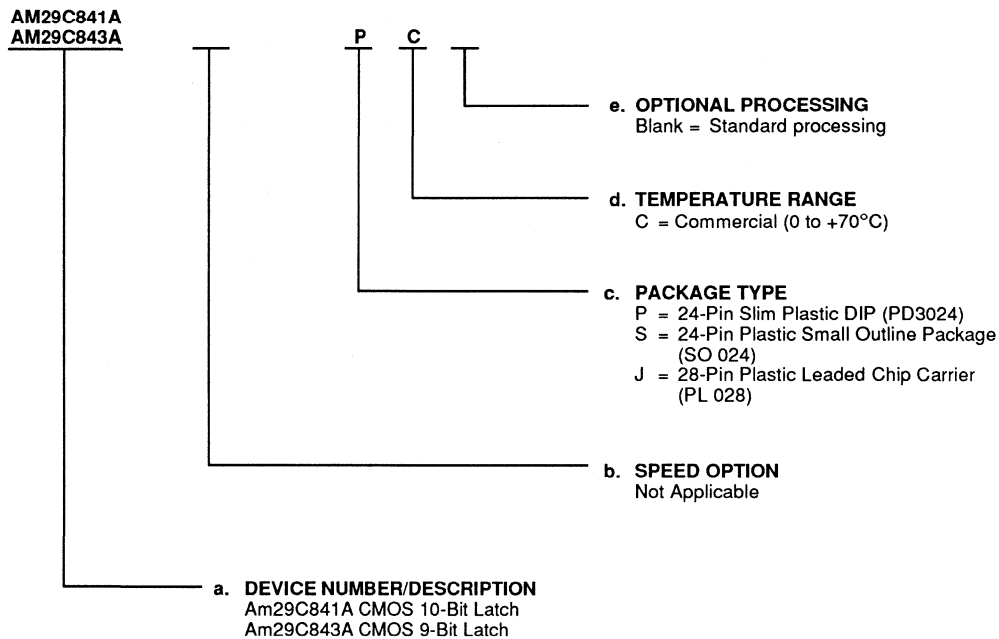 AM29C841A
AM29C843A
P C
e. OPTIONAL PROCESSING
Blank = Standard processing
d. TEMPERATURE RANGE
C = Commercial (0 to +70°C)
c. PACKAGE TYPE
P = 24-Pin Slim Plastic DIP (PD3024)
S = 24-Pin Plastic Small Outline Package
(SO 024)
J = 28-Pin Plastic Leaded Chip Carrier
(PL 028)
b. SPEED OPTION
Not Applicable
a. DEVICE NUMBER/DESCRIPTION
Am29C841A CMOS 10-Bit Latch
Am29C843A CMOS 9-Bit Latch